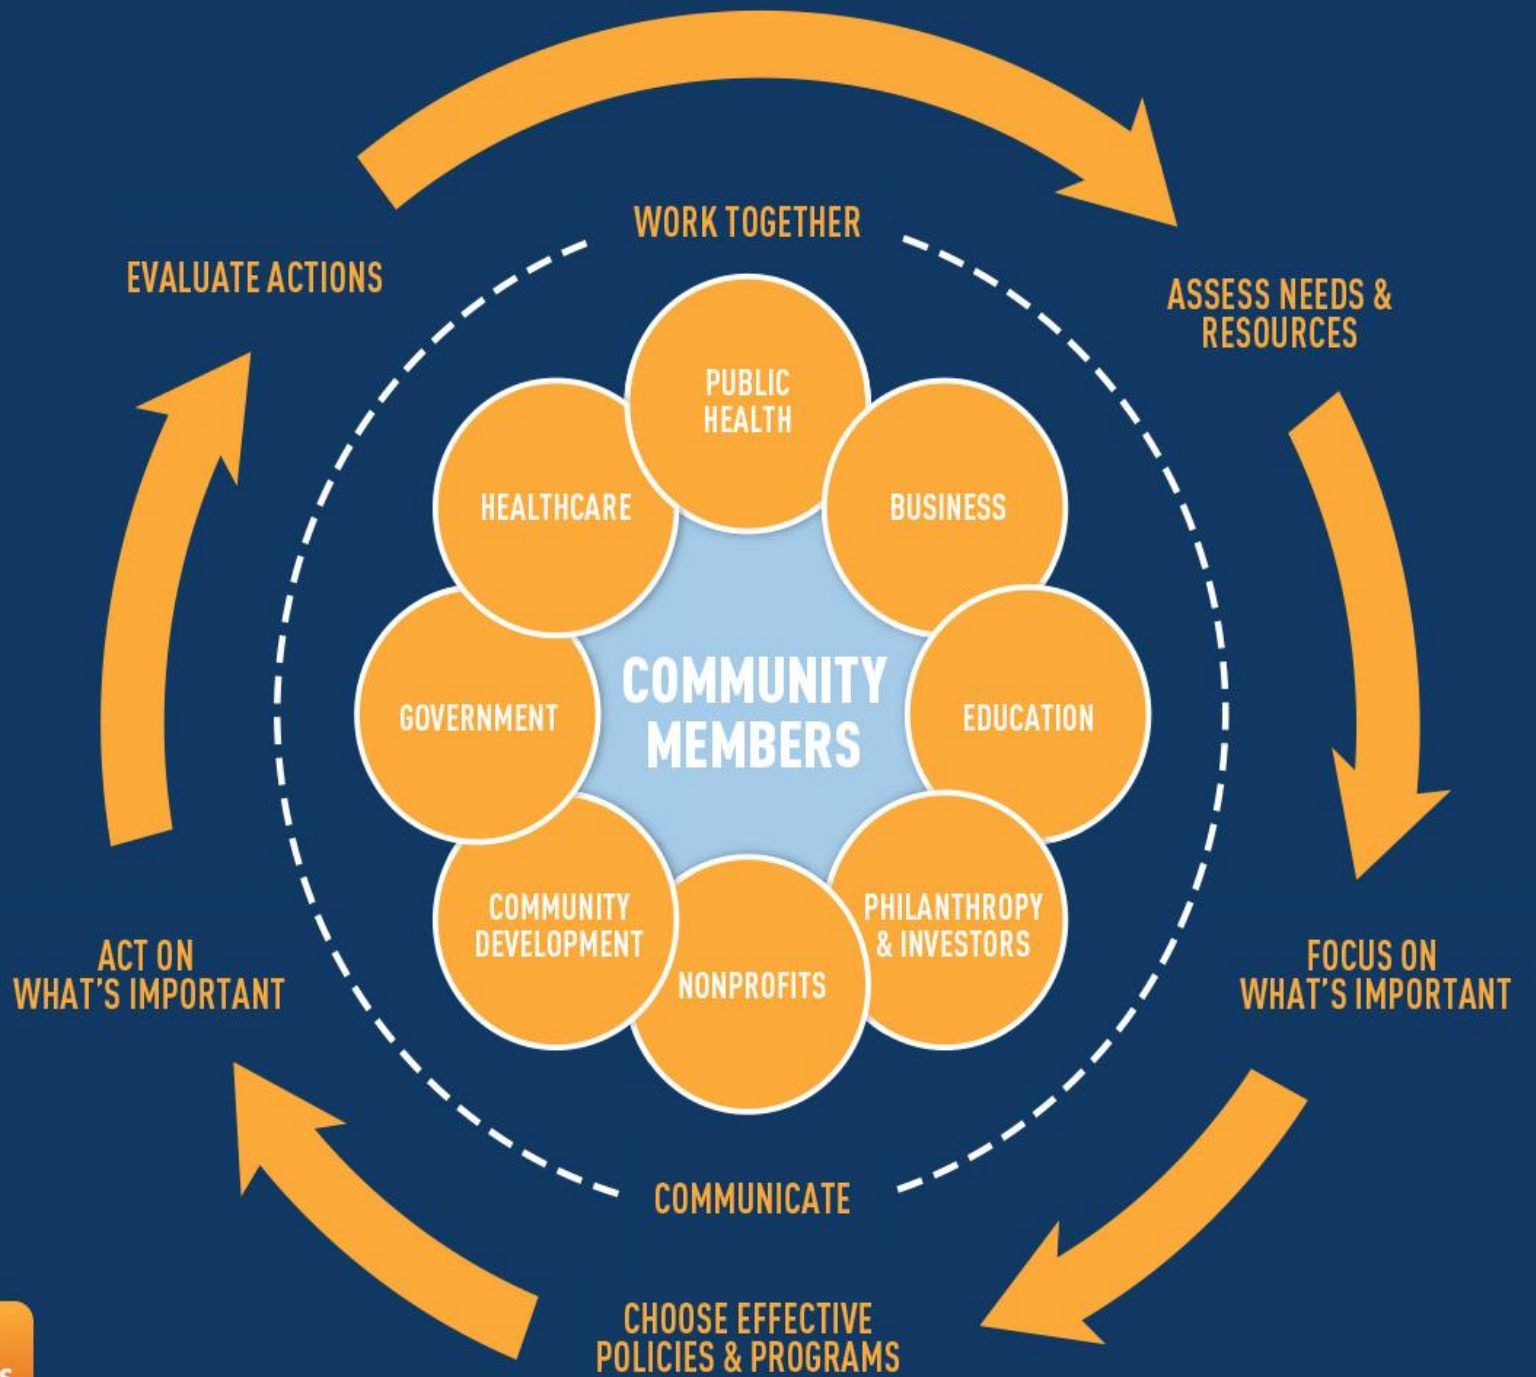 WORK TOGETHER
EVALUATE ACTIONS
ASSESS NEEDS &
RESOURCES
PUBLIC
HEALTH
HEALTHCARE
BUSINESS
GOVERNMENT
COMMUNITY
MEMBERS
EDUCATION
COMMUNITY
DEVELOPMENT
NONPROFITS
PHILANTHROPY
& INVESTORS
ACT ON
WHAT'S IMPORTANT
FOCUS ON
WHAT'S IMPORTANT
COMMUNICATE
CHOOSE EFFECTIVE
POLICIES & PROGRAMS